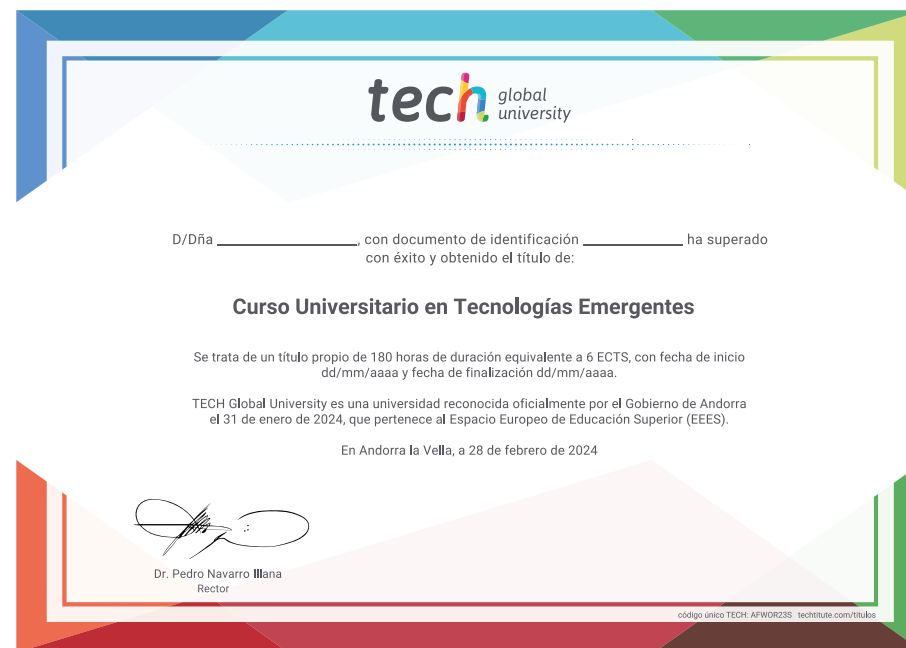 tech global university
D/Dña ____________________, con documento de identificación ______________ ha superado
con éxito y obtenido el título de:
Curso Universitario en Tecnologías Emergentes
Se trata de un título propio de 180 horas de duración equivalente a 6 ECTS, con fecha de inicio
dd/mm/aaaa y fecha de finalización dd/mm/aaaa.
TECH Global University es una universidad reconocida oficialmente por el Gobierno de Andorra
el 31 de enero de 2024, que pertenece al Espacio Europeo de Educación Superior (EEES).
En Andorra la Vella, a 28 de febrero de 2024
Dr. Pedro Navarro Illana
Rector
código único TECH: AFWOR23S techtitute.com/titulos